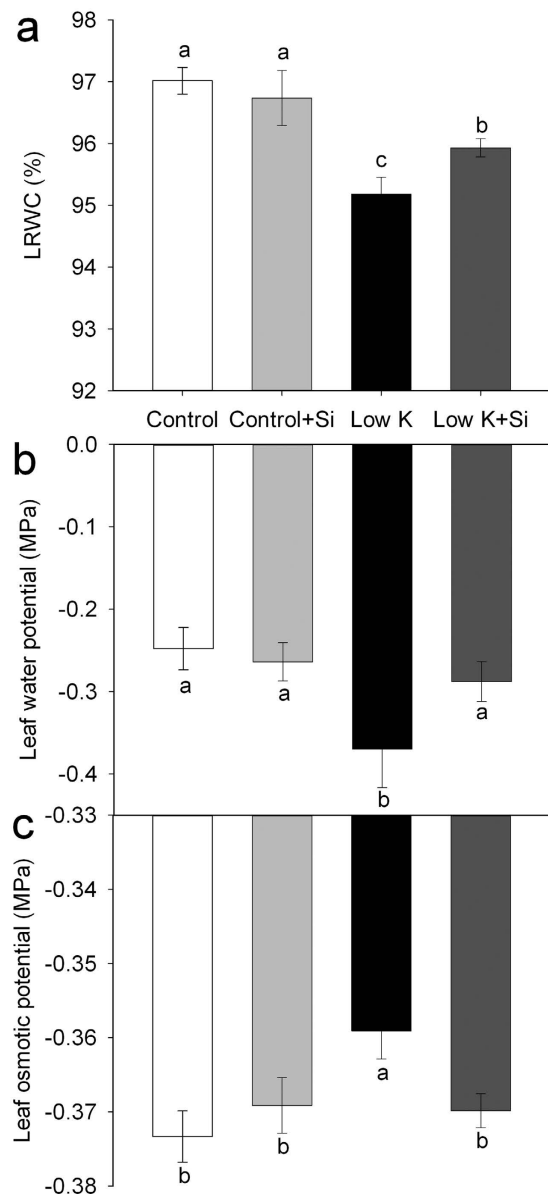 a
LRWC (%)
98
97
96
95
94
93
92
a
a
c
b
Control
Control+Si
Low K
Low K+Si
b
Leaf water potential (MPa)
0.0
-0.1
-0.2
-0.3
-0.4
a
a
b
a
c
Leaf osmotic potential (MPa)
-0.33
-0.34
-0.35
-0.36
-0.37
-0.38
b
b
a
b